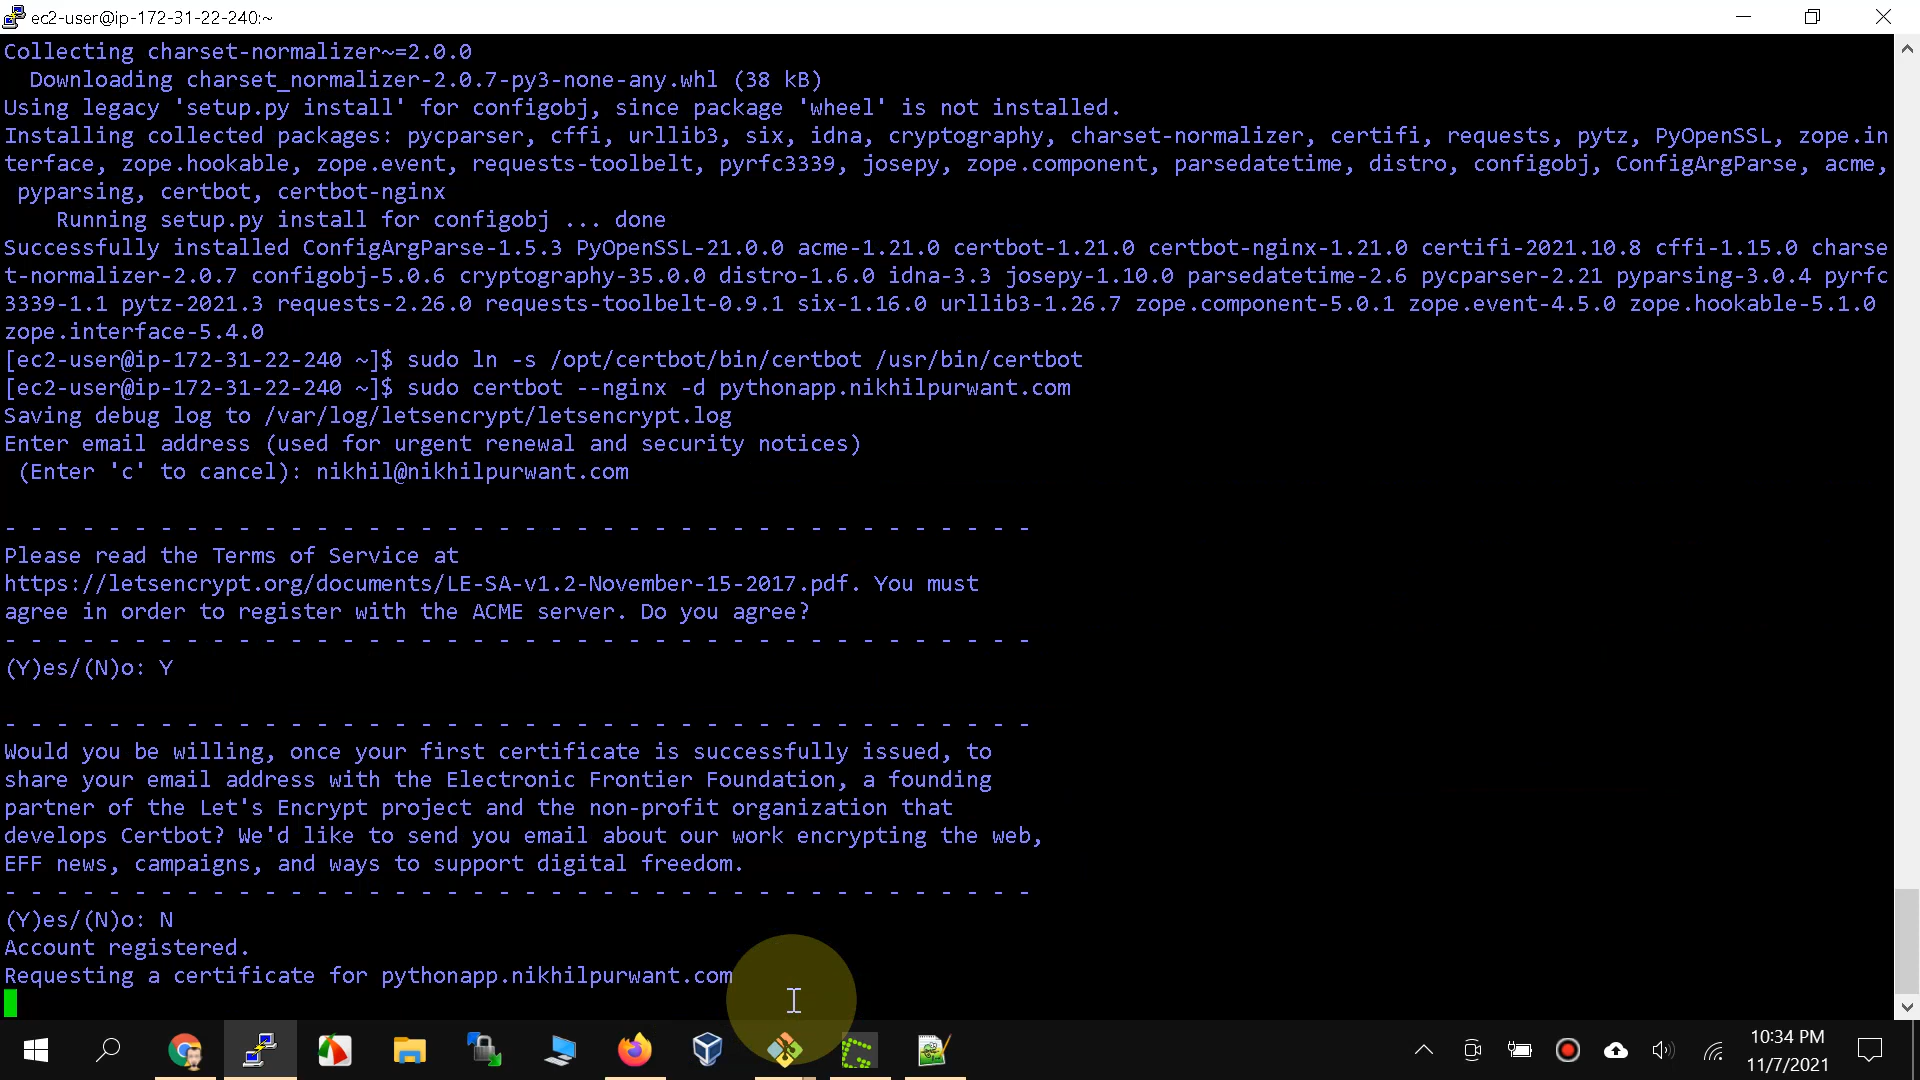 ec2-user@ip-172-31-22-240:~
Collecting charset-normalizer~=2.0.0
  Downloading charset_normalizer-2.0.7-py3-none-any.whl (38 kB)
Using legacy 'setup.py install' for configobj, since package 'wheel' is not installed.
Installing collected packages: pycparser, cffi, urllib3, six, idna, cryptography, charset-normalizer, certifi, requests, pytz, PyOpenSSL, zope.in
terface, zope.hookable, zope.event, requests-toolbelt, pyrfc3339, josepy, zope.component, parsedatetime, distro, configobj, ConfigArgParse, acme,
 pyparsing, certbot, certbot-nginx
    Running setup.py install for configobj ... done
Successfully installed ConfigArgParse-1.5.3 PyOpenSSL-21.0.0 acme-1.21.0 certbot-1.21.0 certbot-nginx-1.21.0 certifi-2021.10.8 cffi-1.15.0 charse
t-normalizer-2.0.7 configobj-5.0.6 cryptography-35.0.0 distro-1.6.0 idna-3.3 josepy-1.10.0 parsedatetime-2.6 pycparser-2.21 pyparsing-3.0.4 pyrfc
3339-1.1 pytz-2021.3 requests-2.26.0 requests-toolbelt-0.9.1 six-1.16.0 urllib3-1.26.7 zope.component-5.0.1 zope.event-4.5.0 zope.hookable-5.1.0
zope.interface-5.4.0
[ec2-user@ip-172-31-22-240 ~]$ sudo ln -s /opt/certbot/bin/certbot /usr/bin/certbot
[ec2-user@ip-172-31-22-240 ~]$ sudo certbot --nginx -d pythonapp.nikhilpurwant.com
Saving debug log to /var/log/letsencrypt/letsencrypt.log
Enter email address (used for urgent renewal and security notices)
 (Enter 'c' to cancel): nikhil@nikhilpurwant.com
- - - - - - - - - - - - - - - - - - - - - - - - - - - - - - - - - - - - - - - -
Please read the Terms of Service at
https://letsencrypt.org/documents/LE-SA-v1.2-November-15-2017.pdf. You must
agree in order to register with the ACME server. Do you agree?
- - - - - - - - - - - - - - - - - - - - - - - - - - - - - - - - - - - - - - - -
(Y)es/(N)o: Y
- - - - - - - - - - - - - - - - - - - - - - - - - - - - - - - - - - - - - - - -
Would you be willing, once your first certificate is successfully issued, to
share your email address with the Electronic Frontier Foundation, a founding
partner of the Let's Encrypt project and the non-profit organization that
develops Certbot? We'd like to send you email about our work encrypting the web,
EFF news, campaigns, and ways to support digital freedom.
- - - - - - - - - - - - - - - - - - - - - - - - - - - - - - - - - - - - - - - -
(Y)es/(N)o: N
Account registered.
Requesting a certificate for pythonapp.nikhilpurwant.com
10:34 PM
11/7/2021